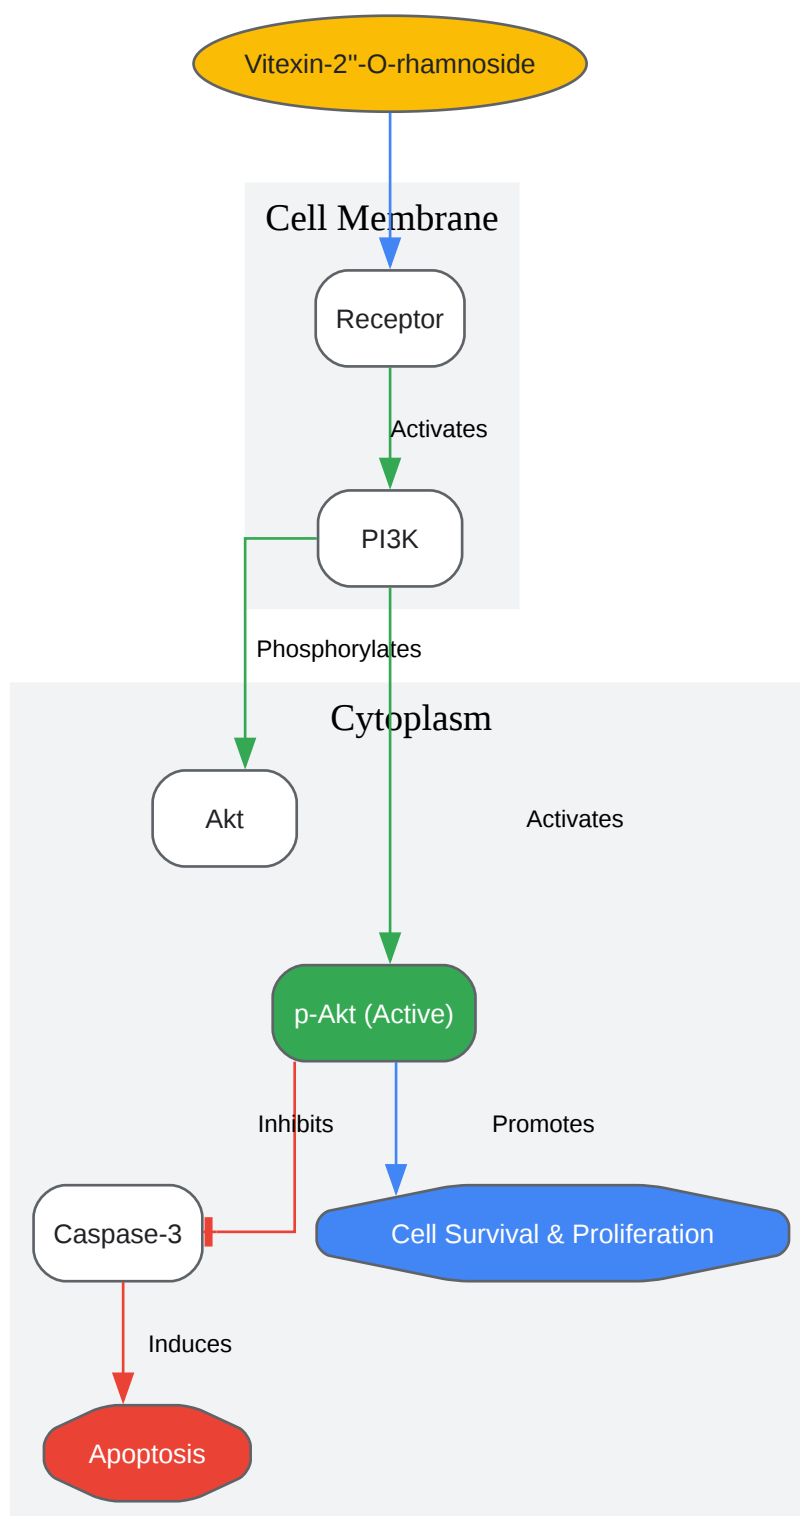 Vitexin-2"-O-rhamnoside
Cell Membrane
Receptor
Activates
PI3K
Phosphorylates
Cytoplasm
Akt
Activates
p-Akt (Active)
Inhibits
Promotes
Caspase-3
Cell Survival & Proliferation
Induces
Apoptosis